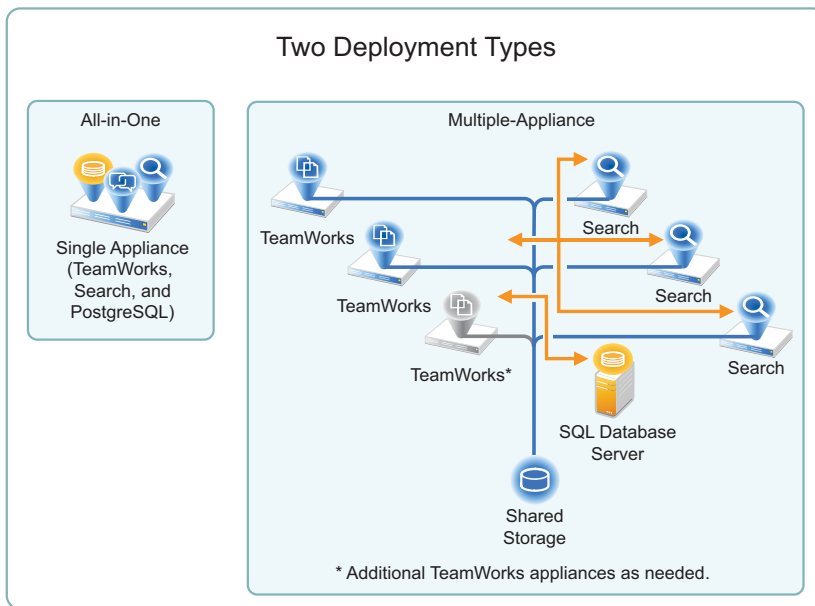 Two Deployment Types
All-in-One
Single Appliance
(TeamWorks,
Search, and
PostgreSQL)
Multiple-Appliance
TeamWorks
Search
TeamWorks
Search
TeamWorks*
Search
SQL Database
Server
Shared
Storage
* Additional TeamWorks appliances as needed.